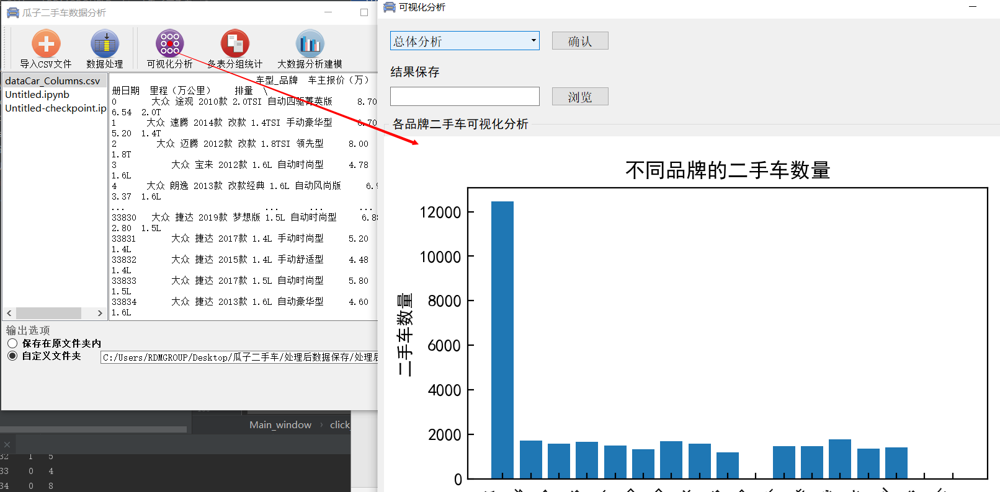 瓜子二手车数据分析
导入CSV文件
数据处理
可视化分析
多表分组统计
大数据分析建模
dataCar_Columns.csv
Untitled.ipynb
Untitled-checkpoint.ip
车型_品牌 车主报价（万）
册日期 里程（万公里） 排量 \
0 大众 途观 2010款 2.0TSI 自动四驱菁英版 8.70
6.54 2.0T
1 大众 速腾 2014款 改款 1.4TSI 手动豪华型 6.70
5.20 1.4T
2 大众 迈腾 2012款 改款 1.8TSI 领先型 8.00
1.8T
3 大众 宝来 2012款 1.6L 自动时尚型 4.78
1.6L
4 大众 朗逸 2013款 改款经典 1.6L 自动风尚版 6.9
3.37 1.6L
... ... ... ...
33830 大众 捷达 2019款 梦想版 1.5L 自动时尚型 6.88
2.80 1.5L
33831 大众 捷达 2017款 1.4L 手动时尚型 5.20
1.4L
33832 大众 捷达 2015款 1.4L 手动舒适型 4.48
1.4L
33833 大众 捷达 2017款 1.5L 自动时尚型 5.80
1.5L
33834 大众 捷达 2013款 1.6L 自动豪华型 4.60
1.6L
输出选项
保存在原文件夹内
自定义文件夹
C:/Users/RDMGROUP/Desktop/瓜子二手车/处理后数据保存/处理后
Main_window › click
32 1 5
33 0 4
34 0 8
可视化分析
总体分析
确认
结果保存
浏览
各品牌二手车可视化分析
不同品牌的二手车数量
二手车数量
12000
10000
8000
6000
4000
2000
0